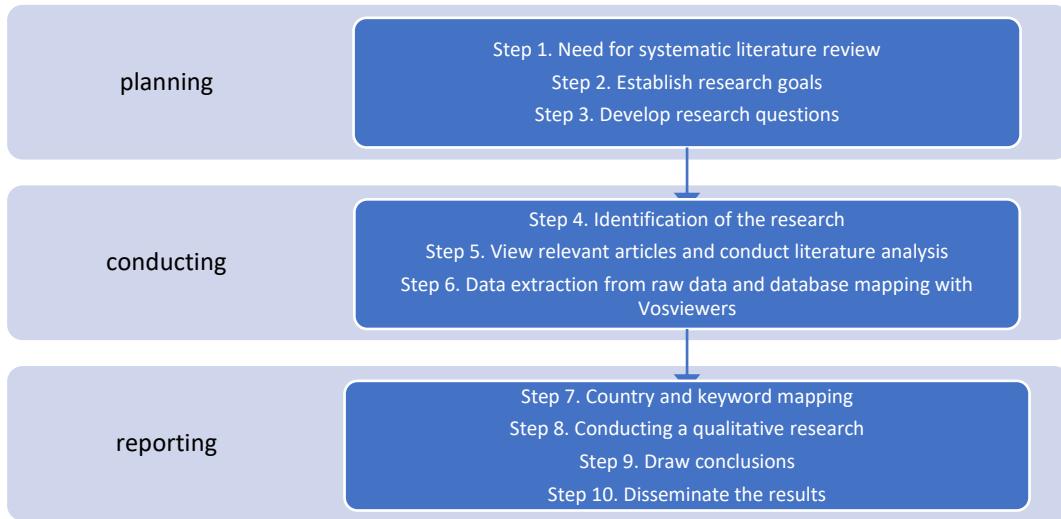 planning
Step 1. Need for systematic literature review
Step 2. Establish research goals
Step 3. Develop research questions
conducting
Step 4. Identification of the research
Step 5. View relevant articles and conduct literature analysis
Step 6. Data extraction from raw data and database mapping with
Vosviewers
reporting
Step 7. Country and keyword mapping
Step 8. Conducting a qualitative research
Step 9. Draw conclusions
Step 10. Disseminate the results